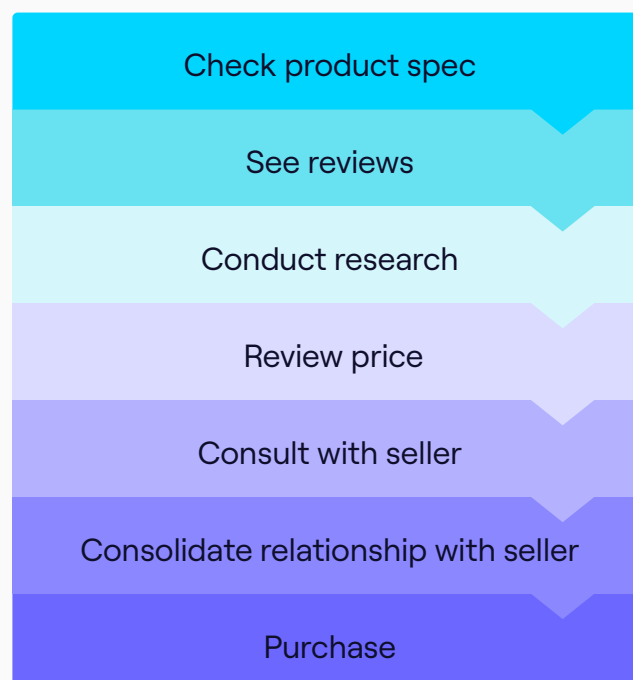 Check product spec
See reviews
Conduct research
Review price
Consult with seller
Consolidate relationship with seller
Purchase